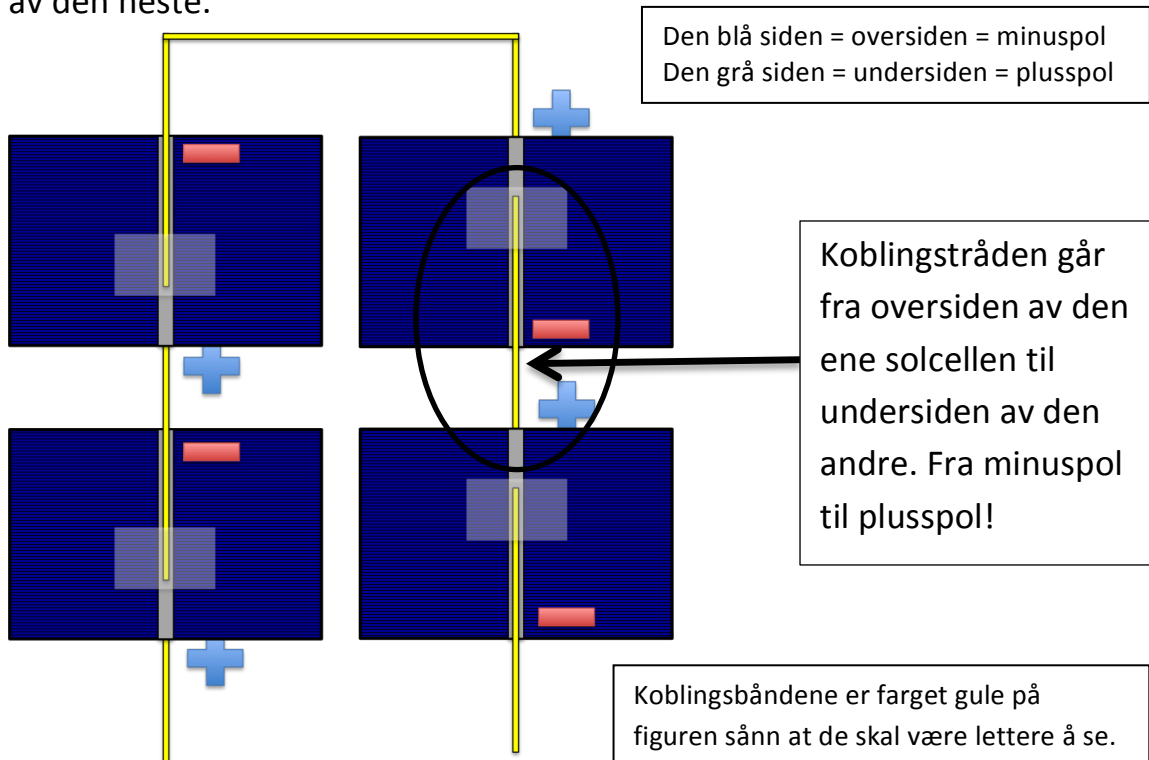 av den neste.
Den blå siden = oversiden = minuspol
Den grå siden = undersiden = plusspol
Koblingstråden går
fra oversiden av den
ene solcellen til
undersiden av den
andre. Fra minuspol
til plusspol!
Koblingsbåndene er farget gule på
figuren sånn at de skal være lettere å se.